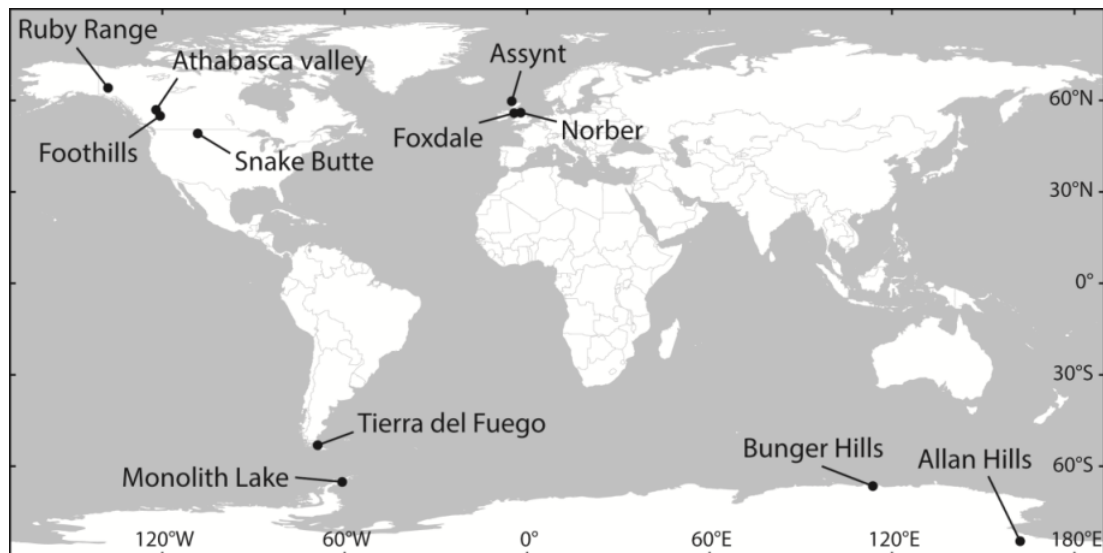 Ruby Range
Athabasca valley
Assynt
60°N
Foothills
Snake Butte
Foxdale
Norber
30°N
0°
30°S
Tierra del Fuego
Monolith Lake
Bunger Hills
Allan Hills
60°S
120°W
60°W
0°
60°E
120°E
180°E